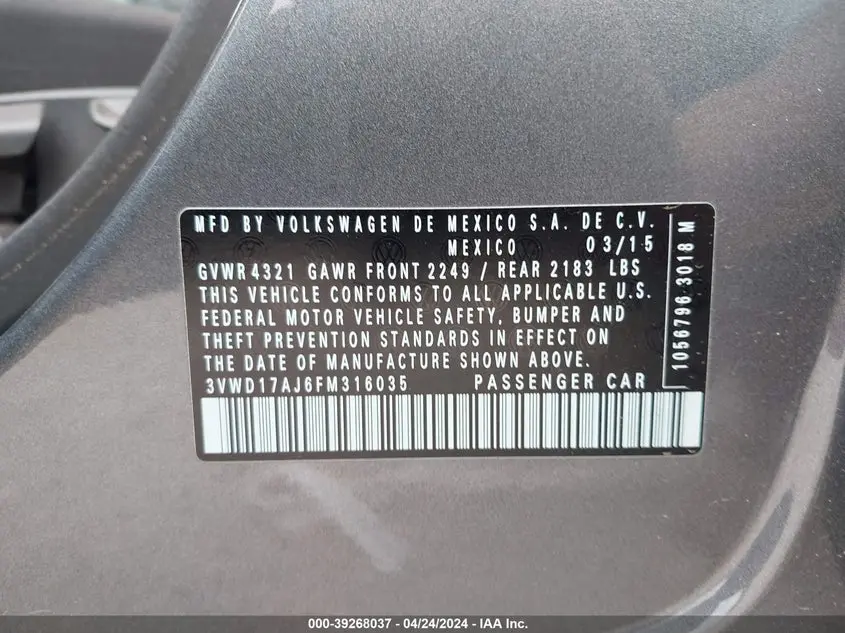 MFD BY VOLKSWAGEN DE MEXICO S.A. DE C.V.
MEXICO 03/15
GVWR 4321 GAWR FRONT 2249 / REAR 2183 LBS
THIS VEHICLE CONFORMS TO ALL APPLICABLE U.S.
FEDERAL MOTOR VEHICLE SAFETY, BUMPER AND
THEFT PREVENTION STANDARDS IN EFFECT ON
THE DATE OF MANUFACTURE SHOWN ABOVE.
3VWD17AJ6FM316035 PASSENGER CAR
1056796 3018 M
000-39268037 - 04/24/2024 - IAA Inc.